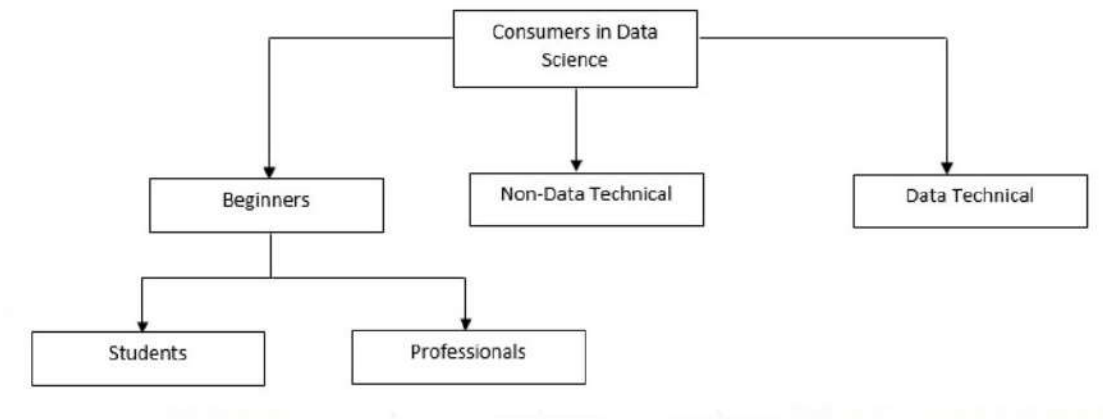 Consumers in Data
Science
Beginners
Non-Data Technical
Data Technical
Students
Professionals